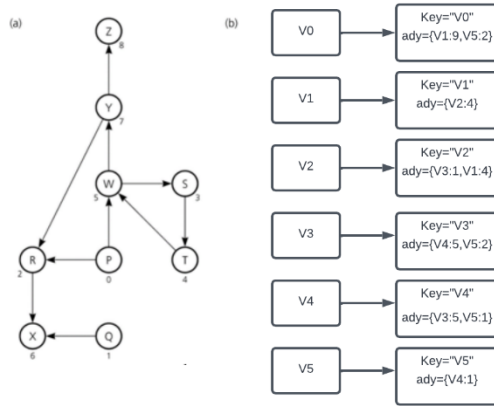 (a)
Z
8
Y
7
W
5
S
3
R
2
P
0
T
4
X
6
Q
1
(b)
V0
Key="V0"
ady={V1:9,V5:2}
V1
Key="V1"
ady={V2:4}
V2
Key="V2"
ady={V3:1,V1:4}
V3
Key="V3"
ady={V4:5,V5:2}
V4
Key="V4"
ady={V3:5,V5:1}
V5
Key="V5"
ady={V4:1}